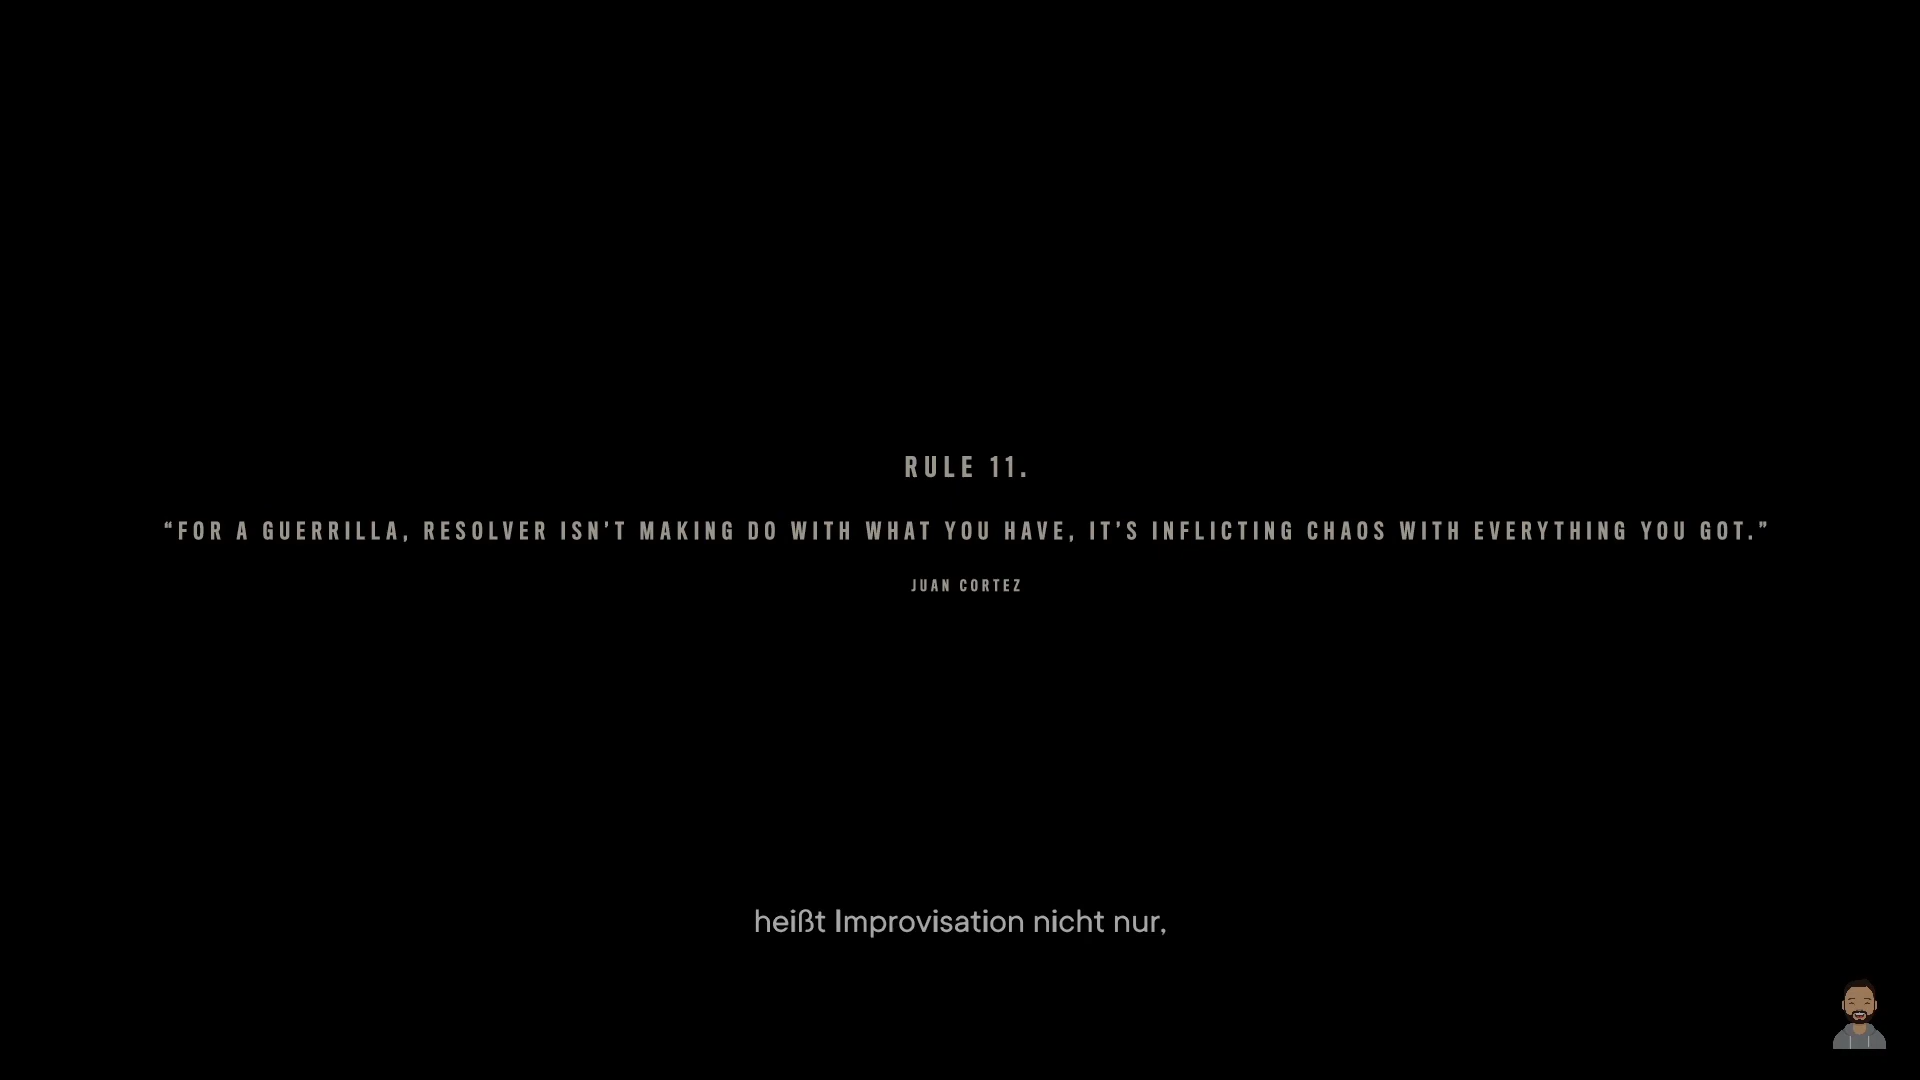 RULE 11.
“FOR A GUERRILLA, RESOLVER ISN’T MAKING DO WITH WHAT YOU HAVE, IT’S INFLICTING CHAOS WITH EVERYTHING YOU GOT.”
JUAN CORTEZ
heißt Improvisation nicht nur,